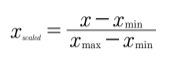 x_scaled = (x − x_min) / (x_max − x_min)